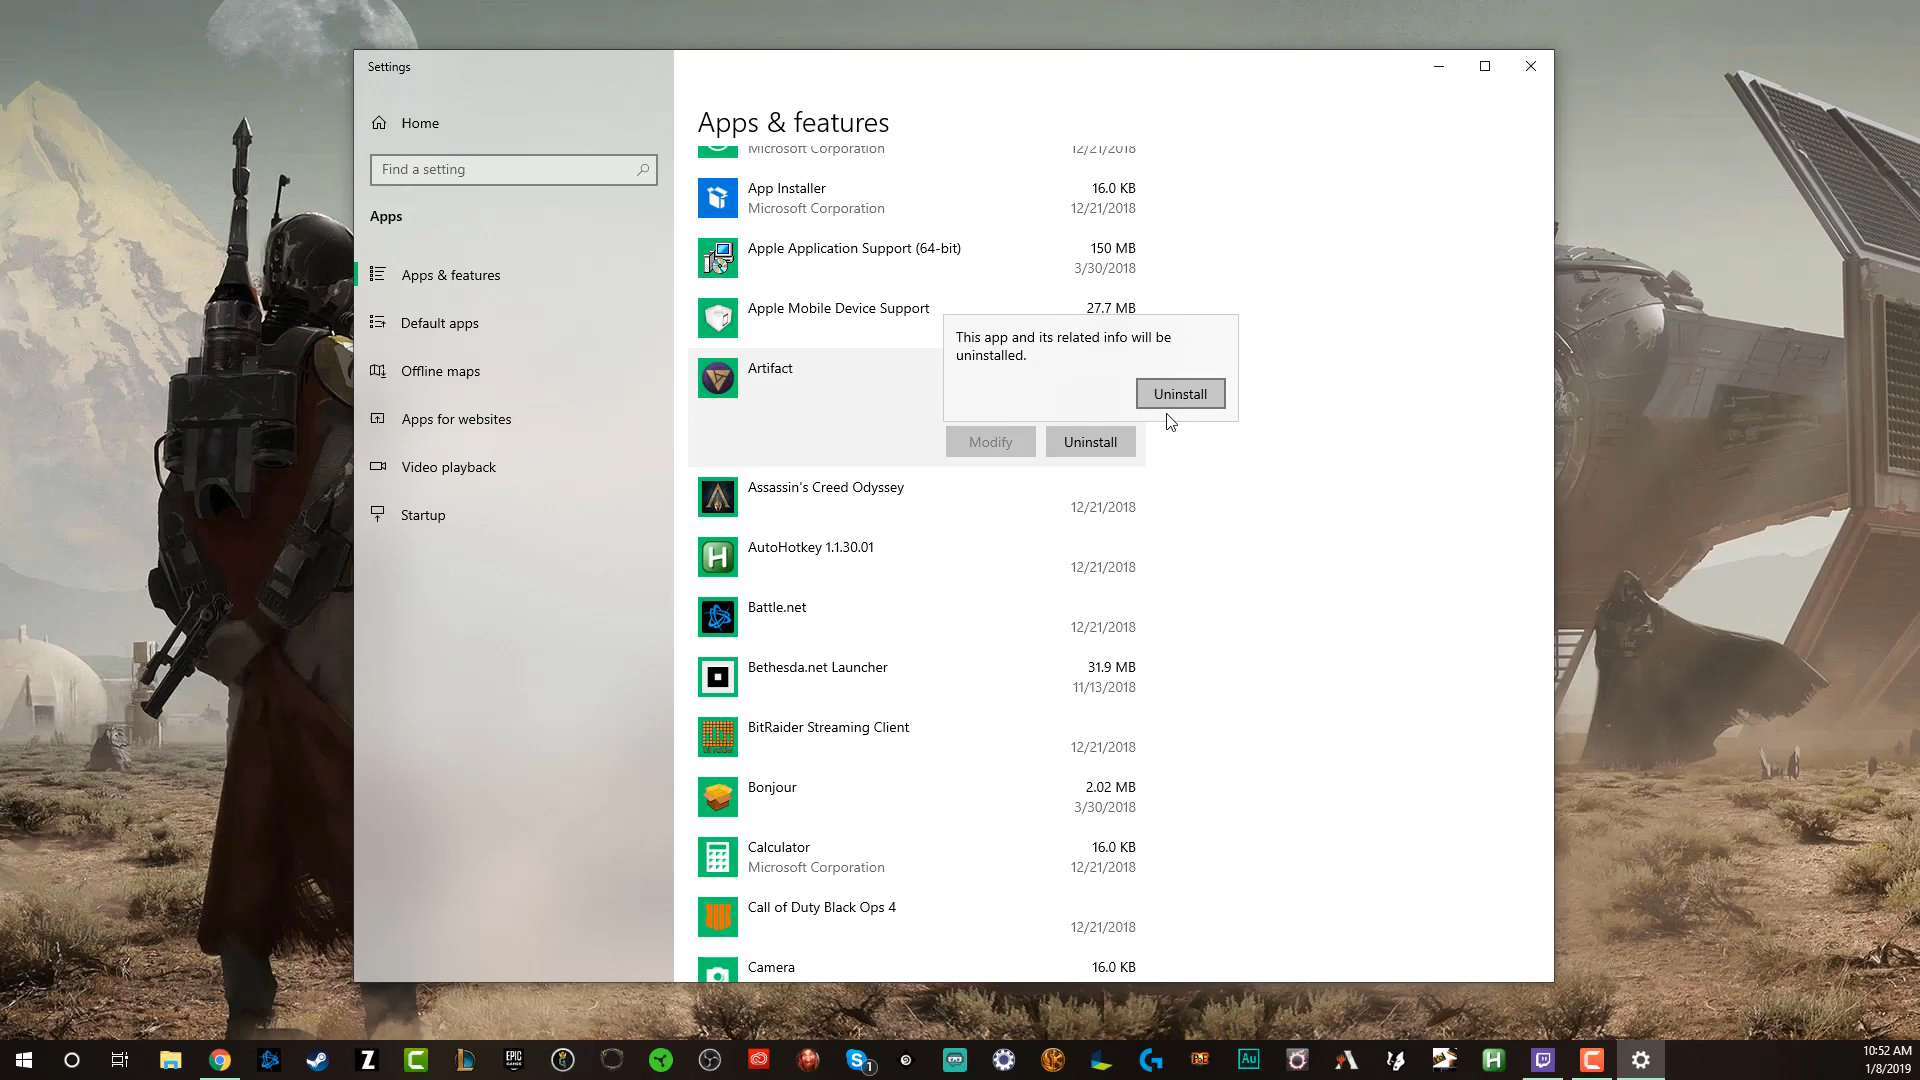 Settings
Home
Find a setting
Apps
Apps & features
Default apps
Offline maps
Apps for websites
Video playback
Startup
Apps & features
Microsoft Corporation 12/21/2018
App Installer 16.0 KB
Microsoft Corporation 12/21/2018
Apple Application Support (64-bit) 150 MB
3/30/2018
Apple Mobile Device Support 27.7 MB
This app and its related info will be
uninstalled.
Uninstall
Artifact
Modify Uninstall
Assassin's Creed Odyssey
12/21/2018
AutoHotkey 1.1.30.01
12/21/2018
Battle.net
12/21/2018
Bethesda.net Launcher 31.9 MB
11/13/2018
BitRaider Streaming Client
12/21/2018
Bonjour 2.02 MB
3/30/2018
Calculator 16.0 KB
Microsoft Corporation 12/21/2018
Call of Duty Black Ops 4
12/21/2018
Camera 16.0 KB
EPIC
GAMES
1
Au
10:52 AM
1/8/2019